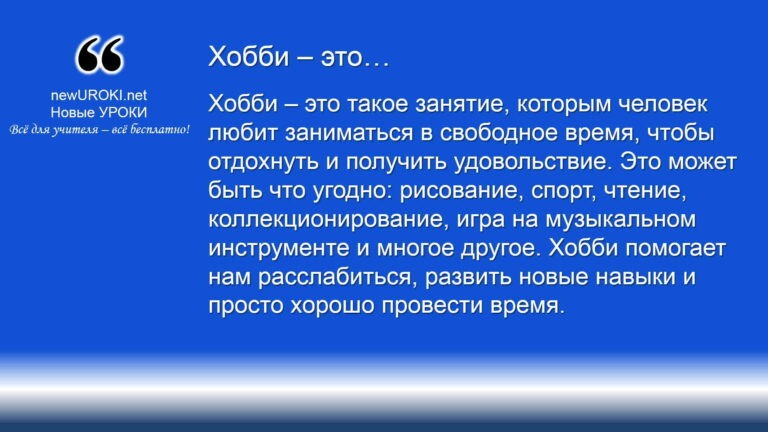 newUROKI.net
Новые УРОКИ
Всё для учителя – всё бесплатно!
Хобби – это…
Хобби – это такое занятие, которым человек
любит заниматься в свободное время, чтобы
отдохнуть и получить удовольствие. Это может
быть что угодно: рисование, спорт, чтение,
коллекционирование, игра на музыкальном
инструменте и многое другое. Хобби помогает
нам расслабиться, развить новые навыки и
просто хорошо провести время.